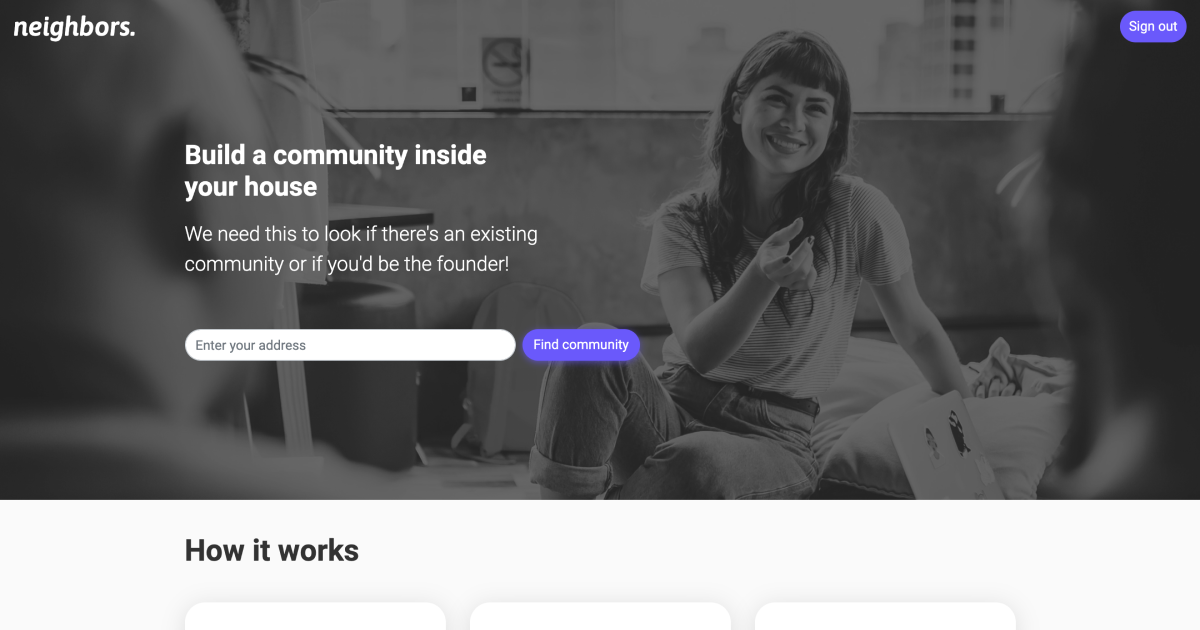 neighbors.
Sign out
Build a community inside
your house
We need this to look if there's an existing
community or if you'd be the founder!
Enter your address
Find community
How it works